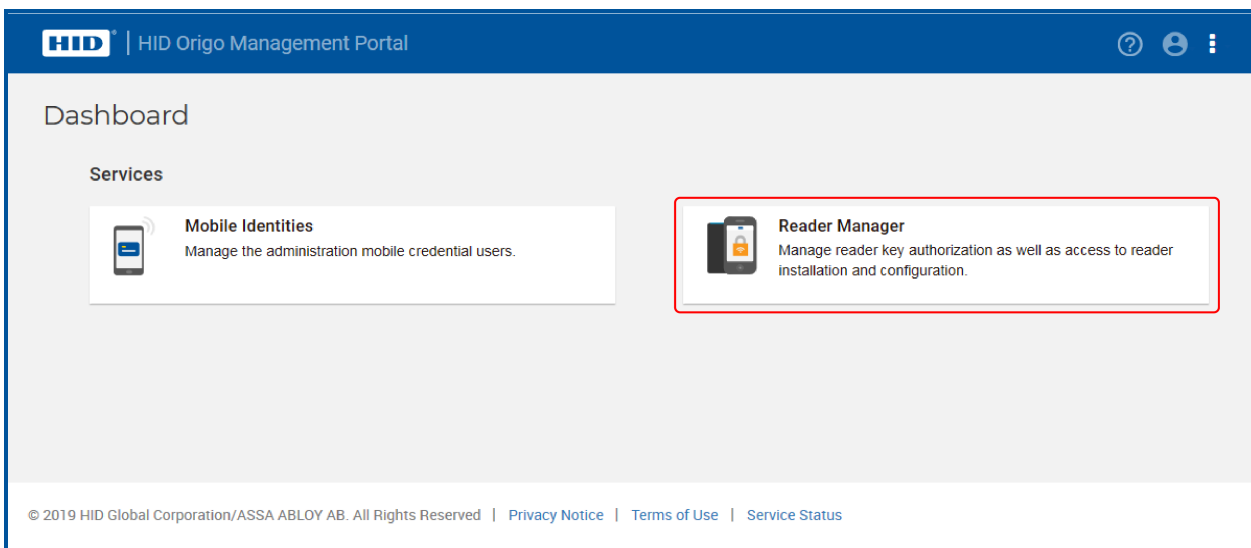 HID® | HID Origo Management Portal
Dashboard
Services
Mobile Identities
Manage the administration mobile credential users.
Reader Manager
Manage reader key authorization as well as access to reader
installation and configuration.
© 2019 HID Global Corporation/ASSA ABLOY AB. All Rights Reserved | Privacy Notice | Terms of Use | Service Status